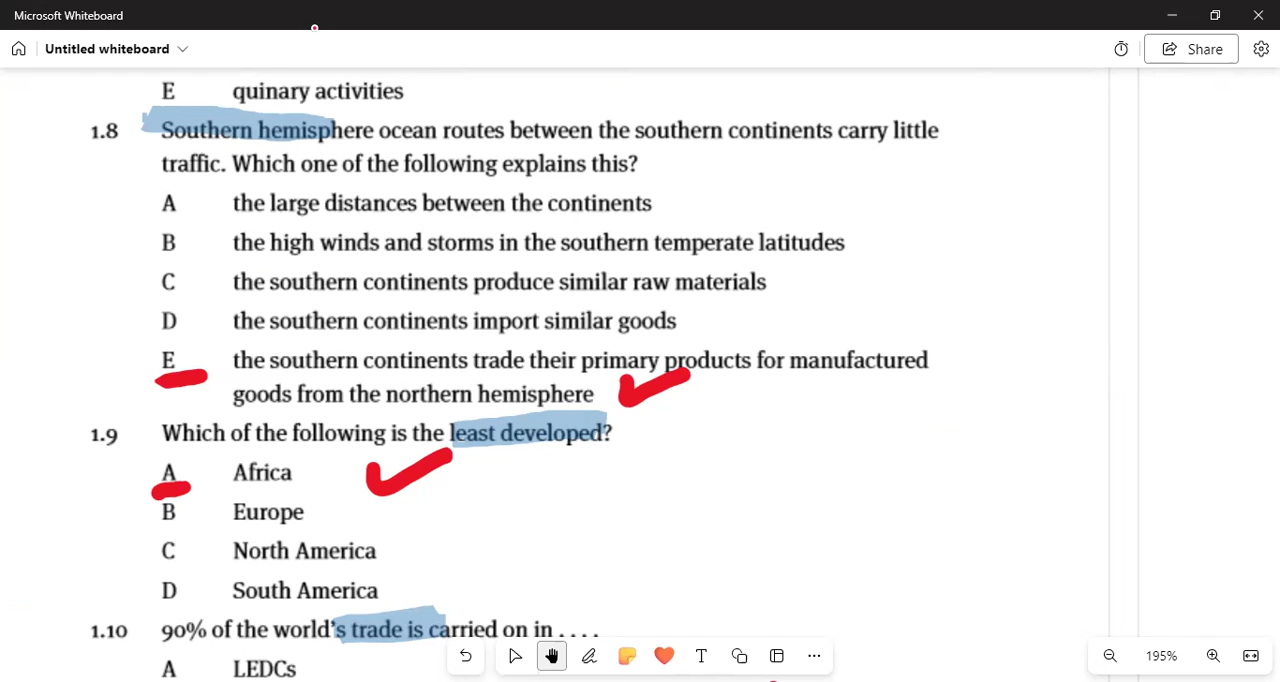 Microsoft Whiteboard
Untitled whiteboard
Share
E quinary activities
1.8 Southern hemisphere ocean routes between the southern continents carry little
traffic. Which one of the following explains this?
A the large distances between the continents
B the high winds and storms in the southern temperate latitudes
C the southern continents produce similar raw materials
D the southern continents import similar goods
E the southern continents trade their primary products for manufactured
goods from the northern hemisphere
1.9 Which of the following is the least developed?
A Africa
B Europe
C North America
D South America
1.10 90% of the world's trade is carried on in . . . .
A LEDCs
T
195%